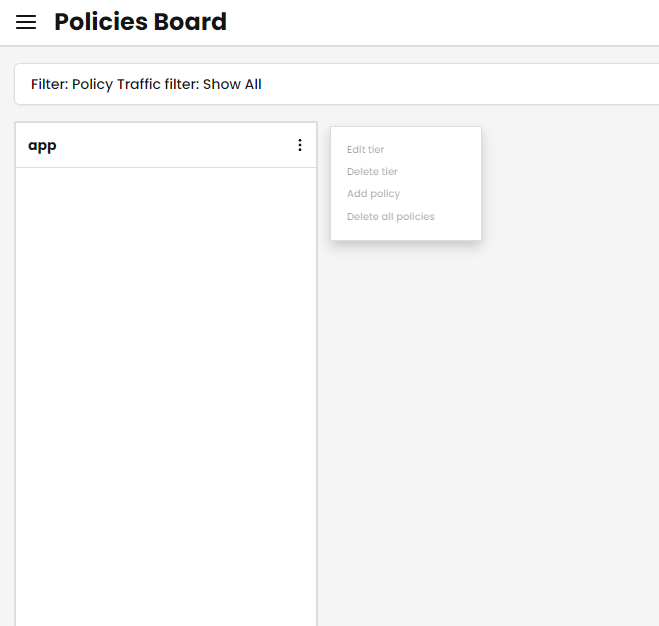 Policies Board
Filter: Policy Traffic filter: Show All
app
Edit tier
Delete tier
Add policy
Delete all policies